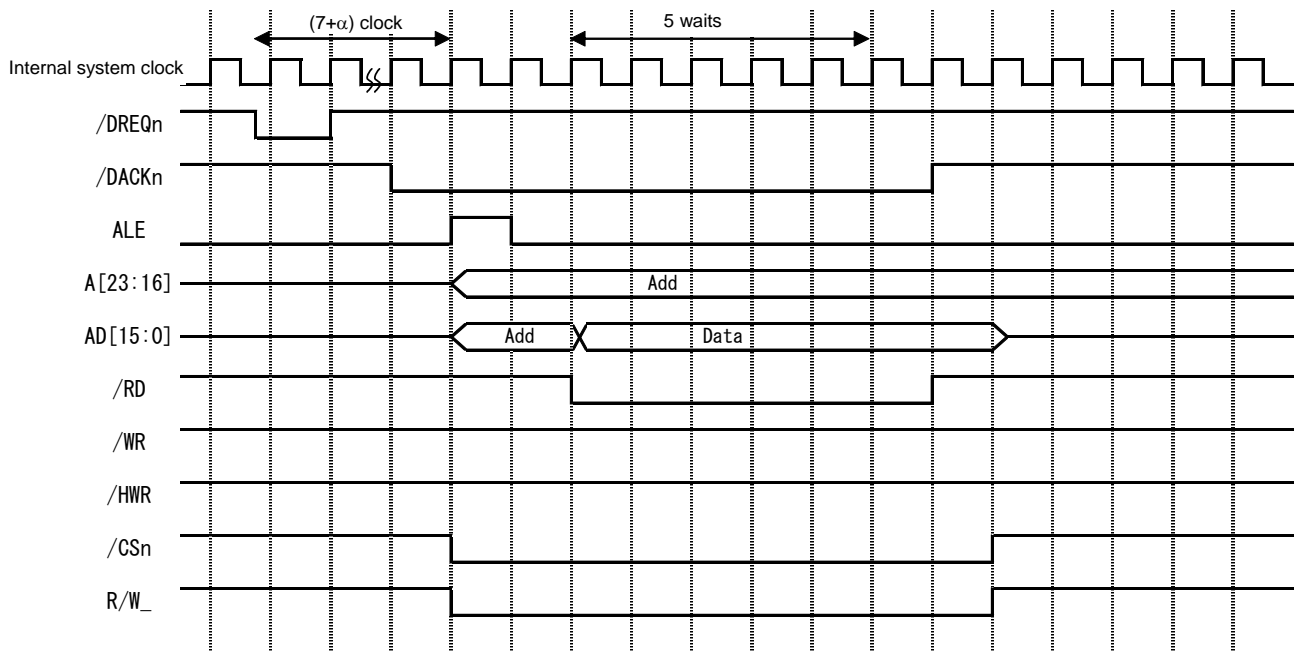 (7+α) clock
5 waits
Internal system clock
/DREQn
/DACKn
ALE
A[23:16]
Add
AD[15:0]
Add
Data
/RD
/WR
/HWR
/CSn
R/W_